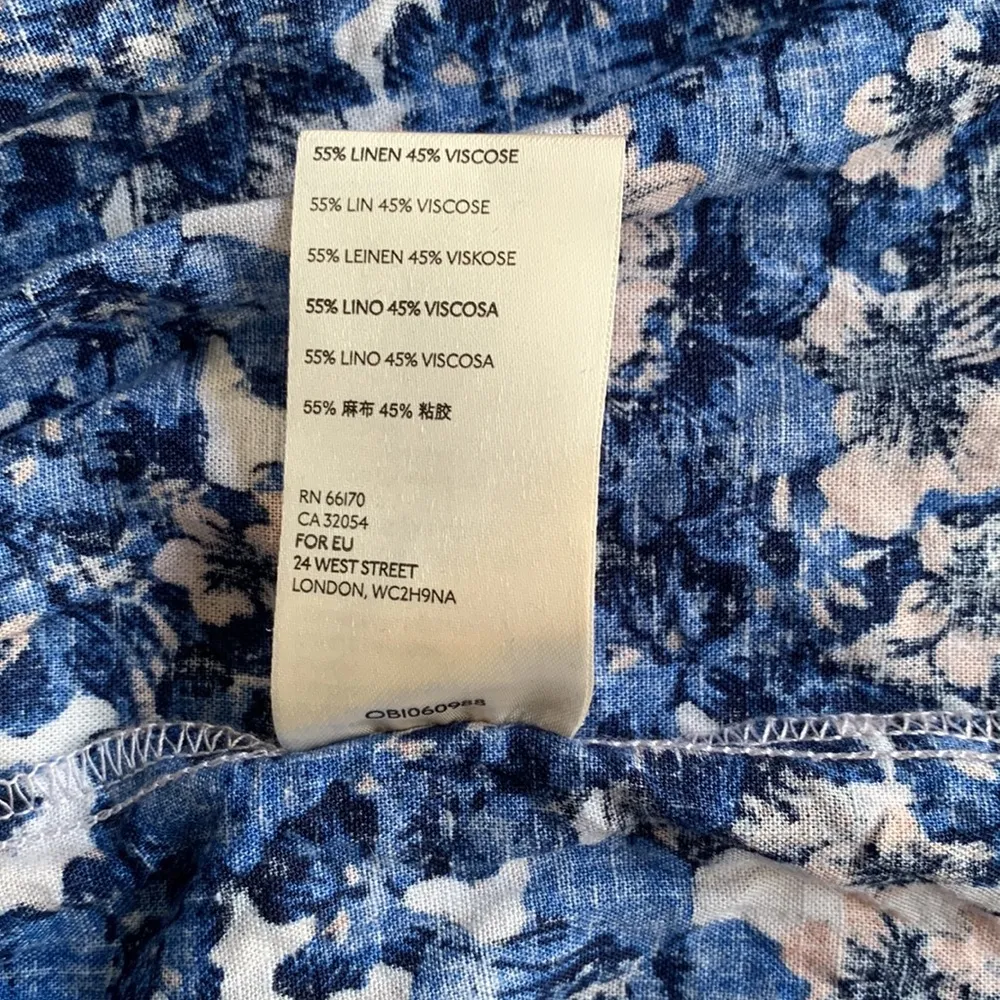 55% LINEN 45% VISCOSE
55% LIN 45% VISCOSE
55% LEINEN 45% VISKOSE
55% LINO 45% VISCOSA
55% LINO 45% VISCOSA
55% 麻布 45% 粘胶
RN 66170
CA 32054
FOR EU
24 WEST STREET
LONDON, WC2H9NA
OB1060988